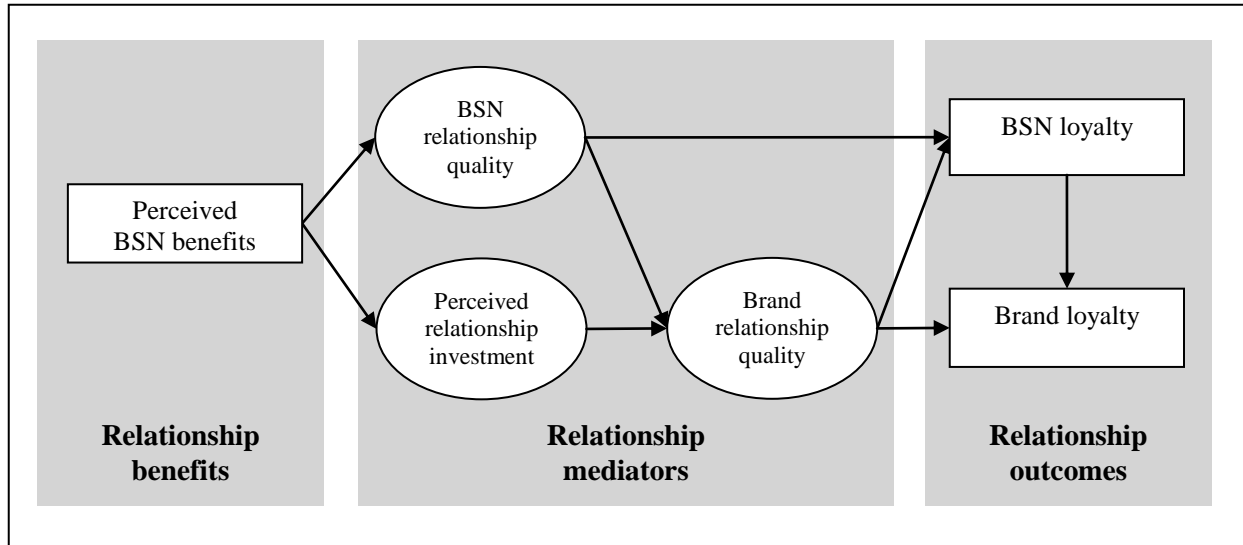 Perceived
BSN benefits
BSN
relationship
quality
Perceived
relationship
investment
Brand
relationship
quality
BSN loyalty
Brand loyalty
Relationship
benefits
Relationship
mediators
Relationship
outcomes